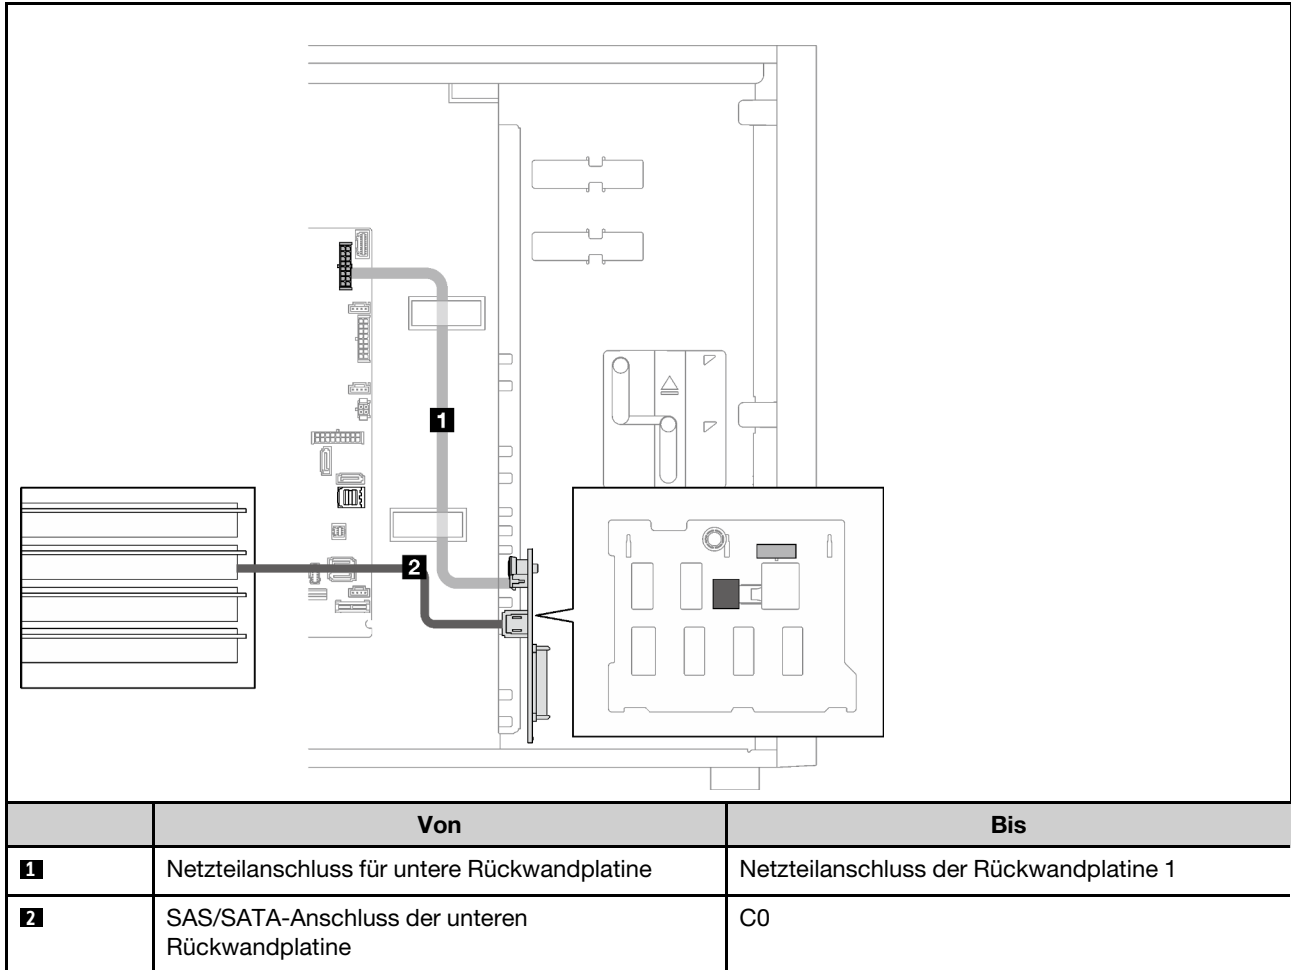 1
2
Von Bis
1 Netzteilanschluss für untere Rückwandplatine Netzteilanschluss der Rückwandplatine 1
2 SAS/SATA-Anschluss der unteren Rückwandplatine C0